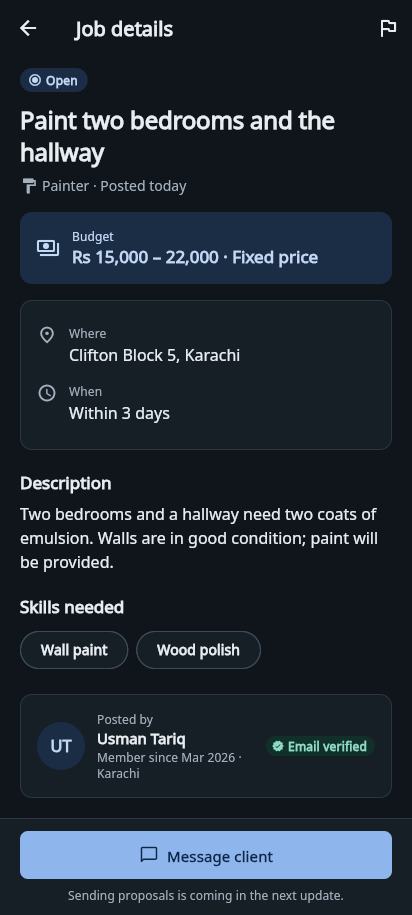 Job details
Open
Paint two bedrooms and the
hallway
Painter · Posted today
Budget
Rs 15,000 – 22,000 · Fixed price
Where
Clifton Block 5, Karachi
When
Within 3 days
Description
Two bedrooms and a hallway need two coats of
emulsion. Walls are in good condition; paint will
be provided.
Skills needed
Wall paint
Wood polish
UT
Posted by
Usman Tariq
Member since Mar 2026 ·
Karachi
Email verified
Message client
Sending proposals is coming in the next update.